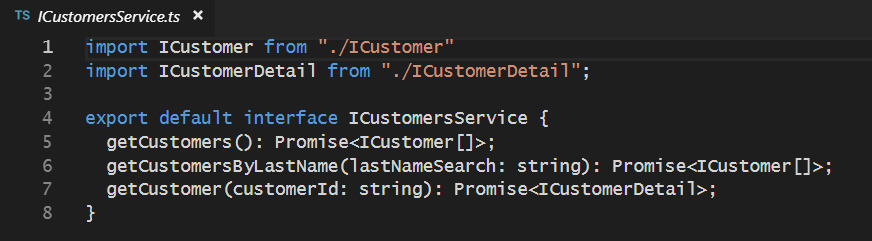 TS ICustomersService.ts ×
1 import ICustomer from "./ICustomer"
2 import ICustomerDetail from "./ICustomerDetail";
3
4 export default interface ICustomersService {
5   getCustomers(): Promise<ICustomer[]>;
6   getCustomersByLastName(lastNameSearch: string): Promise<ICustomer[]>;
7   getCustomer(customerId: string): Promise<ICustomerDetail>;
8 }